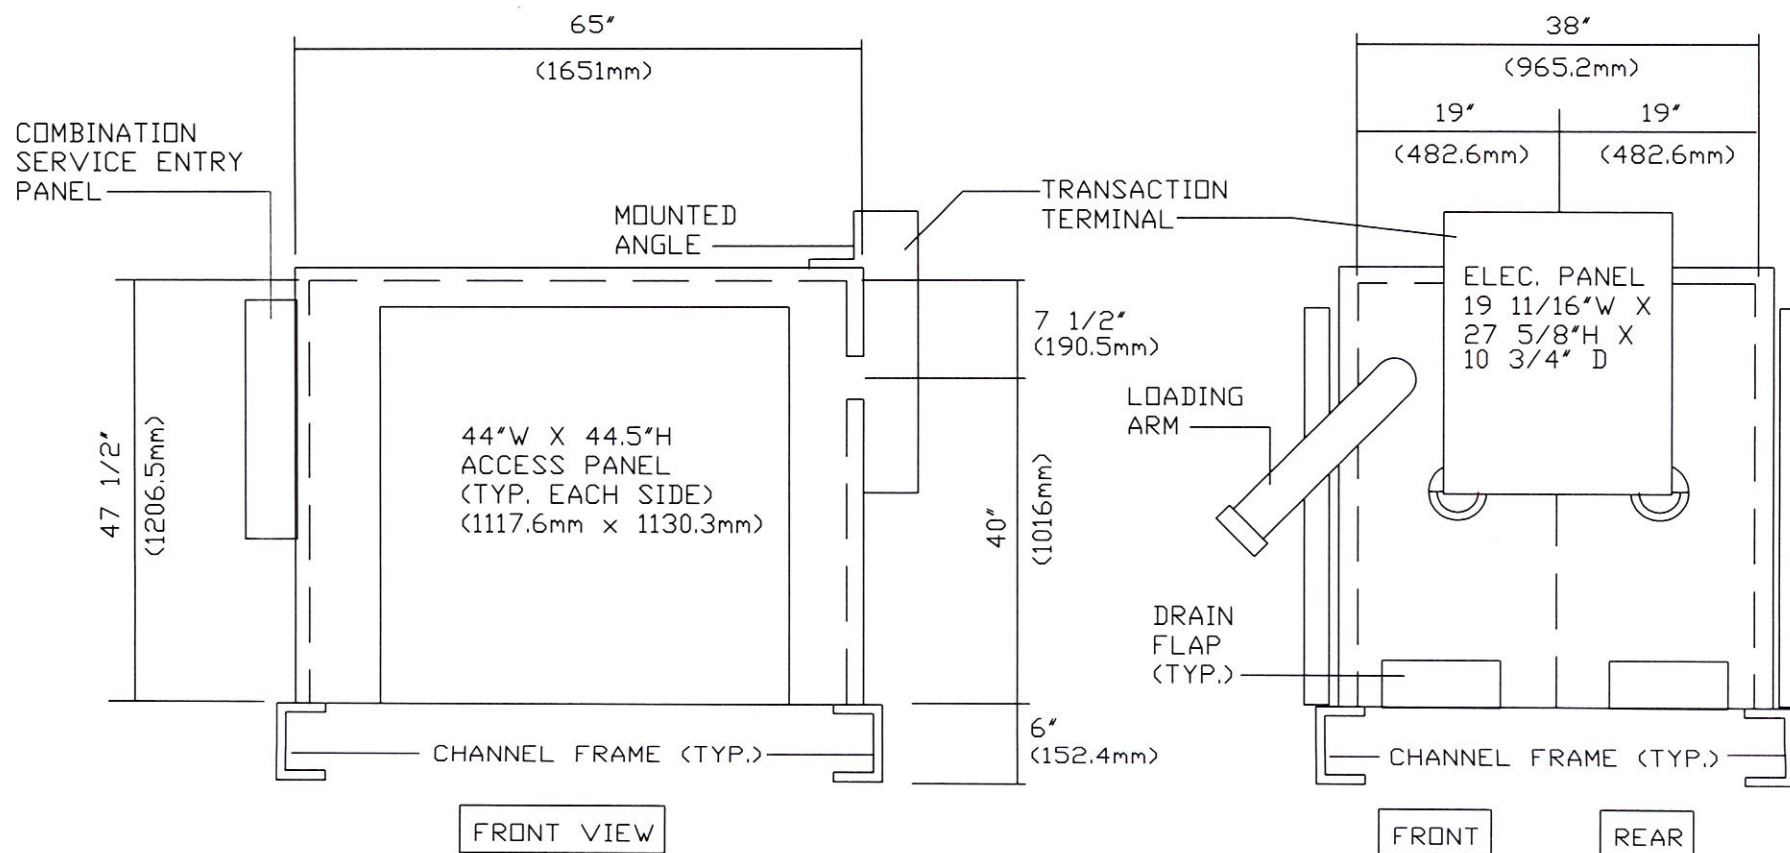 65"
(1651mm)
COMBINATION
SERVICE ENTRY
PANEL
MOUNTED
ANGLE
TRANSACTION
TERMINAL
47 1/2"
(1206.5mm)
44"W X 44.5"H
ACCESS PANEL
(TYP. EACH SIDE)
(1117.6mm x 1130.3mm)
7 1/2"
(190.5mm)
40"
(1016mm)
6"
(152.4mm)
CHANNEL FRAME (TYP.)
FRONT VIEW
38"
(965.2mm)
19"
(482.6mm)
19"
(482.6mm)
ELEC. PANEL
19 11/16"W X
27 5/8"H X
10 3/4" D
LOADING
ARM
DRAIN
FLAP
(TYP.)
CHANNEL FRAME (TYP.)
FRONT
REAR